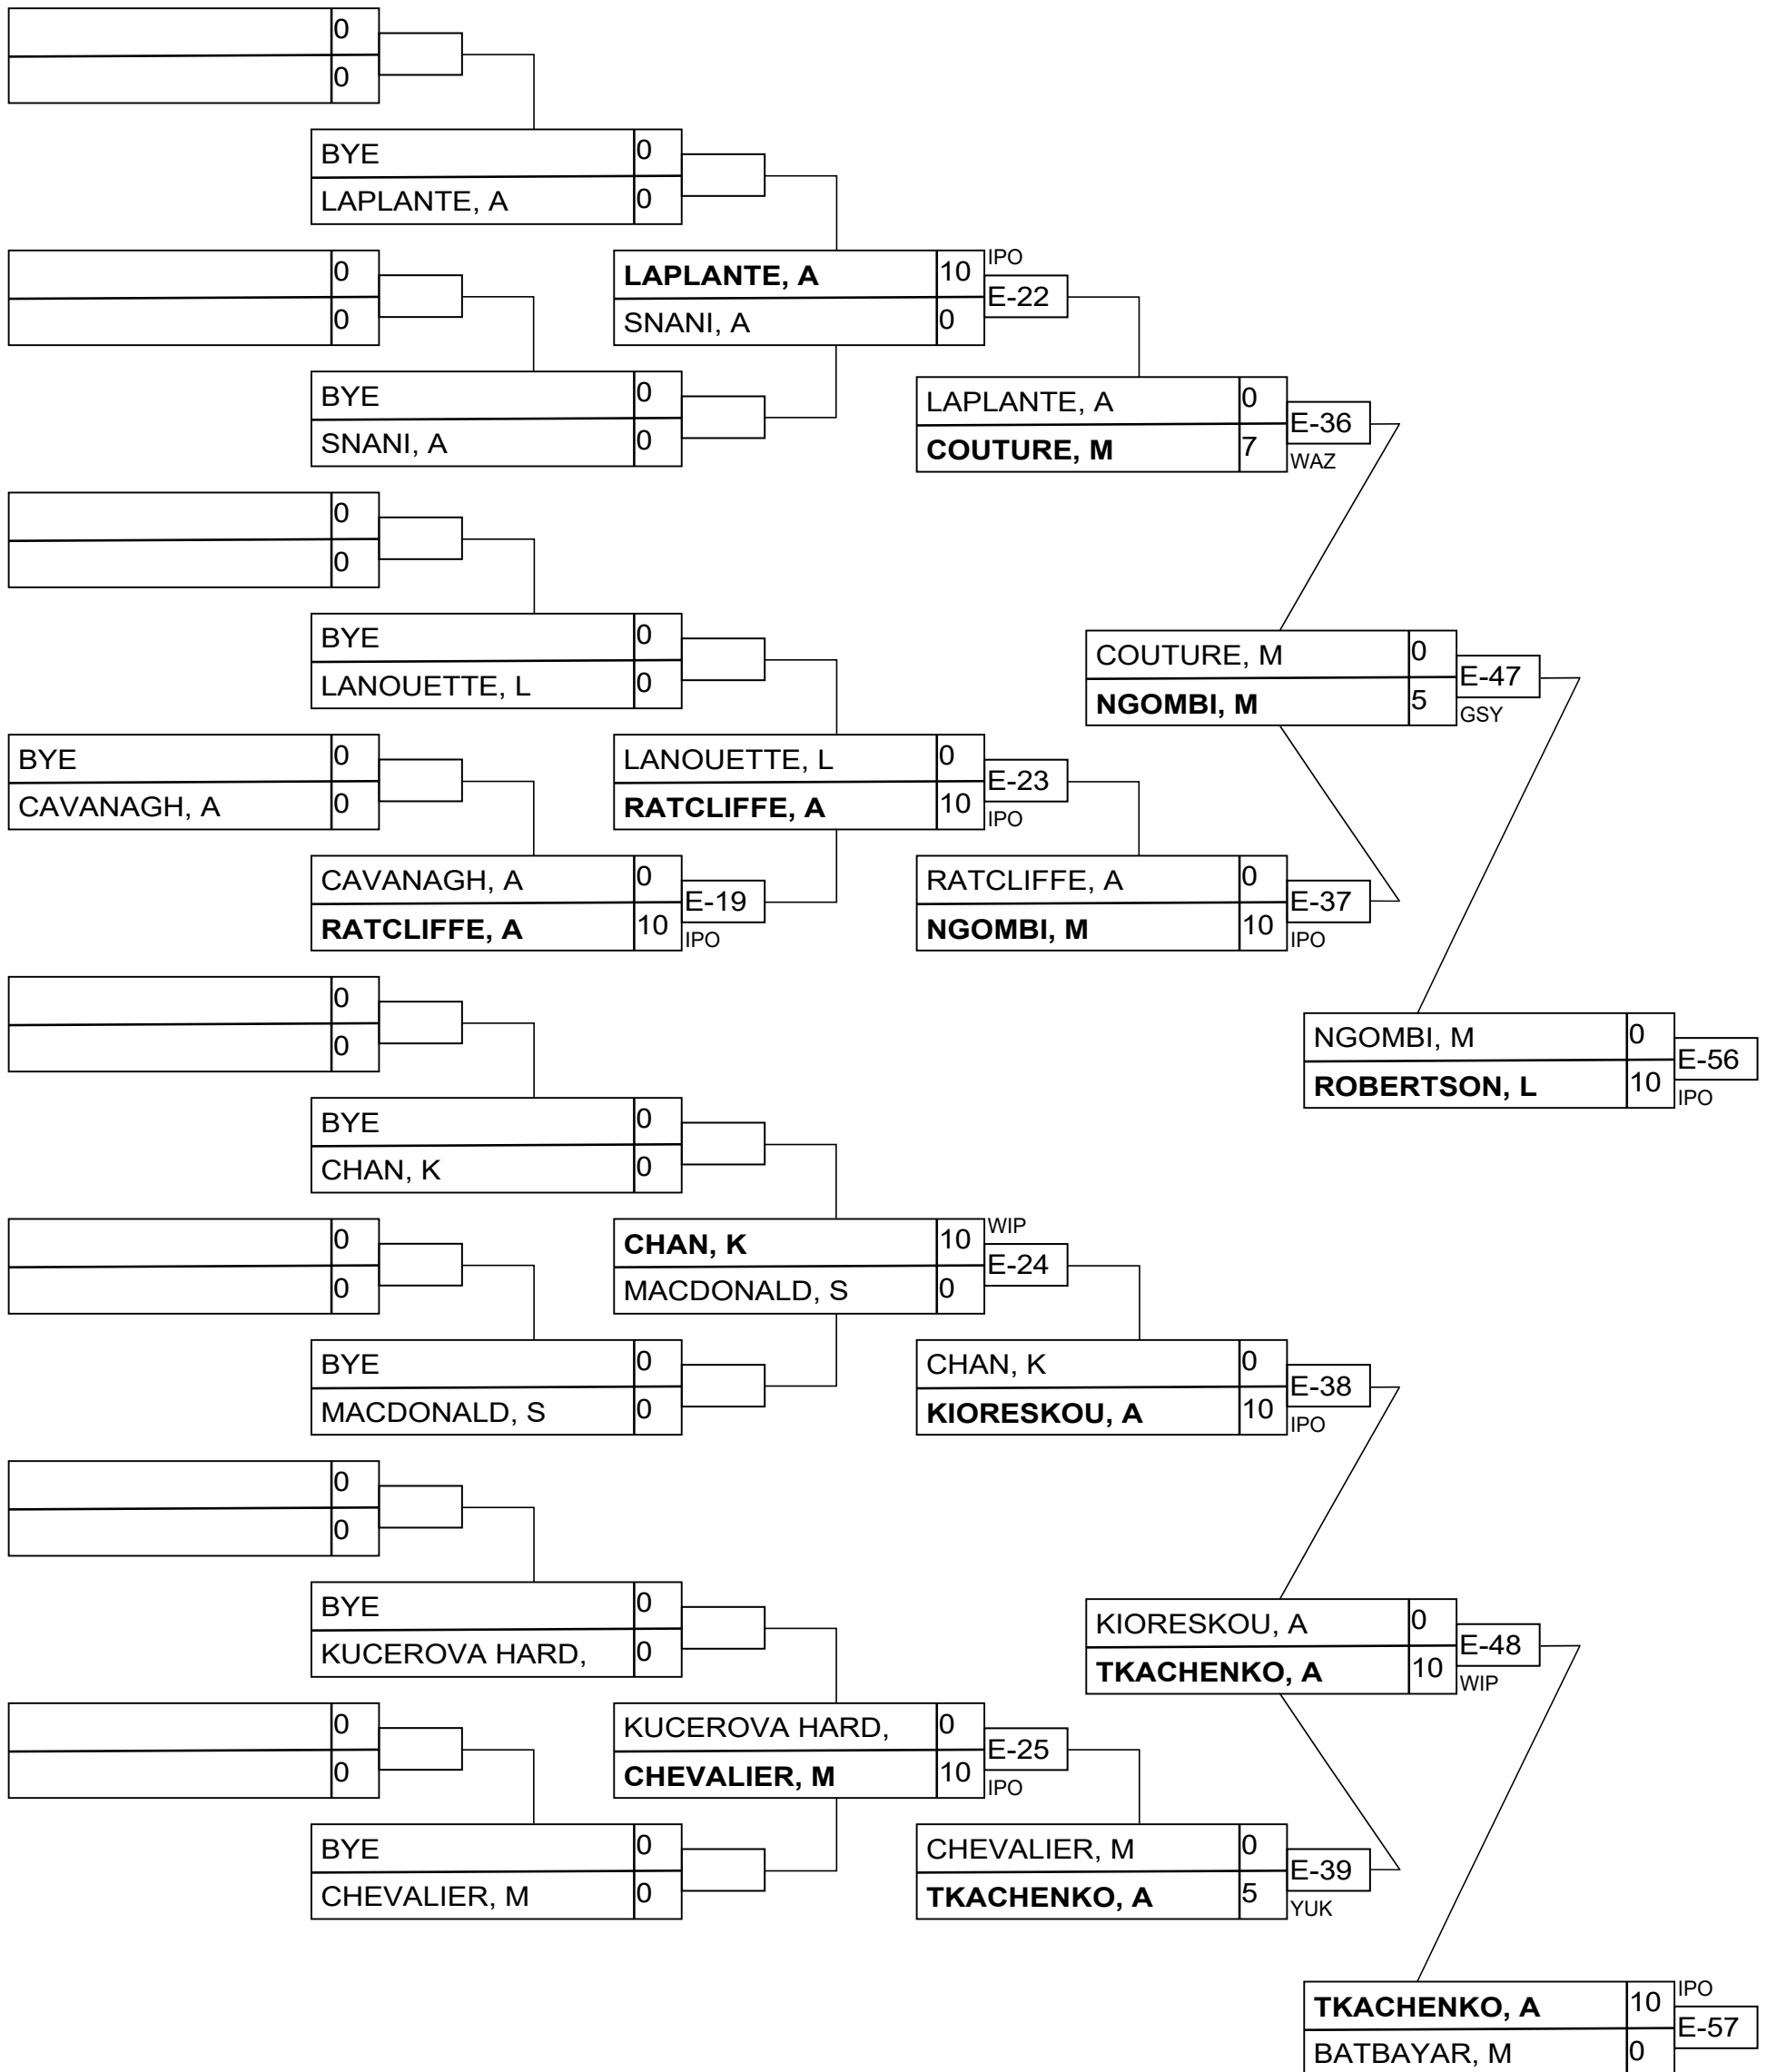 0
0
BYE 0
LAPLANTE, A 0
0
0
LAPLANTE, A 10 IPO
E-22
SNANI, A 0
BYE 0
SNANI, A 0
LAPLANTE, A 0
E-36
COUTURE, M 7 WAZ
0
0
BYE 0
LANOUETTE, L 0
COUTURE, M 0
E-47
NGOMBI, M 5 GSY
BYE 0
CAVANAGH, A 0
LANOUETTE, L 0
E-23
RATCLIFFE, A 10 IPO
CAVANAGH, A 0
E-19
RATCLIFFE, A 10 IPO
RATCLIFFE, A 0
E-37
NGOMBI, M 10 IPO
0
0
NGOMBI, M 0
E-56
ROBERTSON, L 10 IPO
BYE 0
CHAN, K 0
0
0
CHAN, K 10 WIP
E-24
MACDONALD, S 0
BYE 0
MACDONALD, S 0
CHAN, K 0
E-38
KIORESKOU, A 10 IPO
0
0
BYE 0
KUCEROVA HARD, 0
KIORESKOU, A 0
E-48
TKACHENKO, A 10 WIP
0
0
KUCEROVA HARD, 0
E-25
CHEVALIER, M 10 IPO
BYE 0
CHEVALIER, M 0
CHEVALIER, M 0
E-39
TKACHENKO, A 5 YUK
TKACHENKO, A 10 IPO
E-57
BATBAYAR, M 0